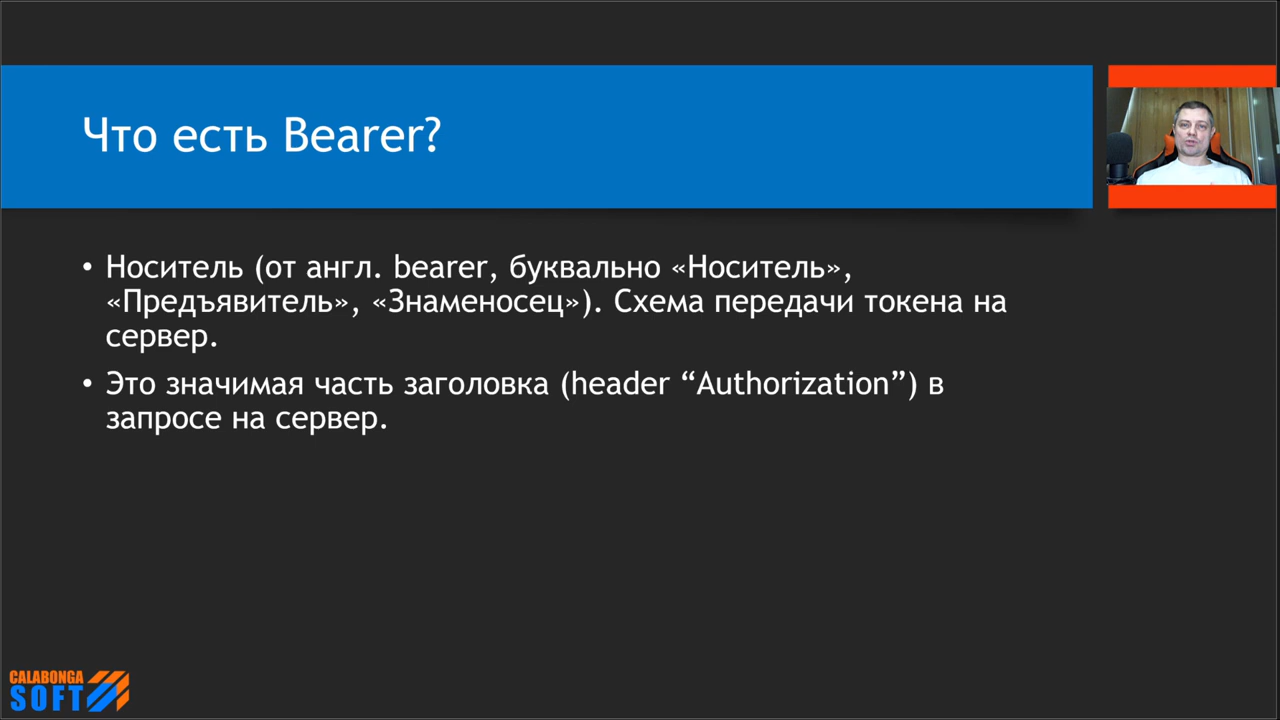 Что есть Bearer?
• Носитель (от англ. bearer, буквально «Носитель»,
«Предъявитель», «Знаменосец»). Схема передачи токена на
сервер.
• Это значимая часть заголовка (header “Authorization”) в
запросе на сервер.
CALABONGA
SOFT